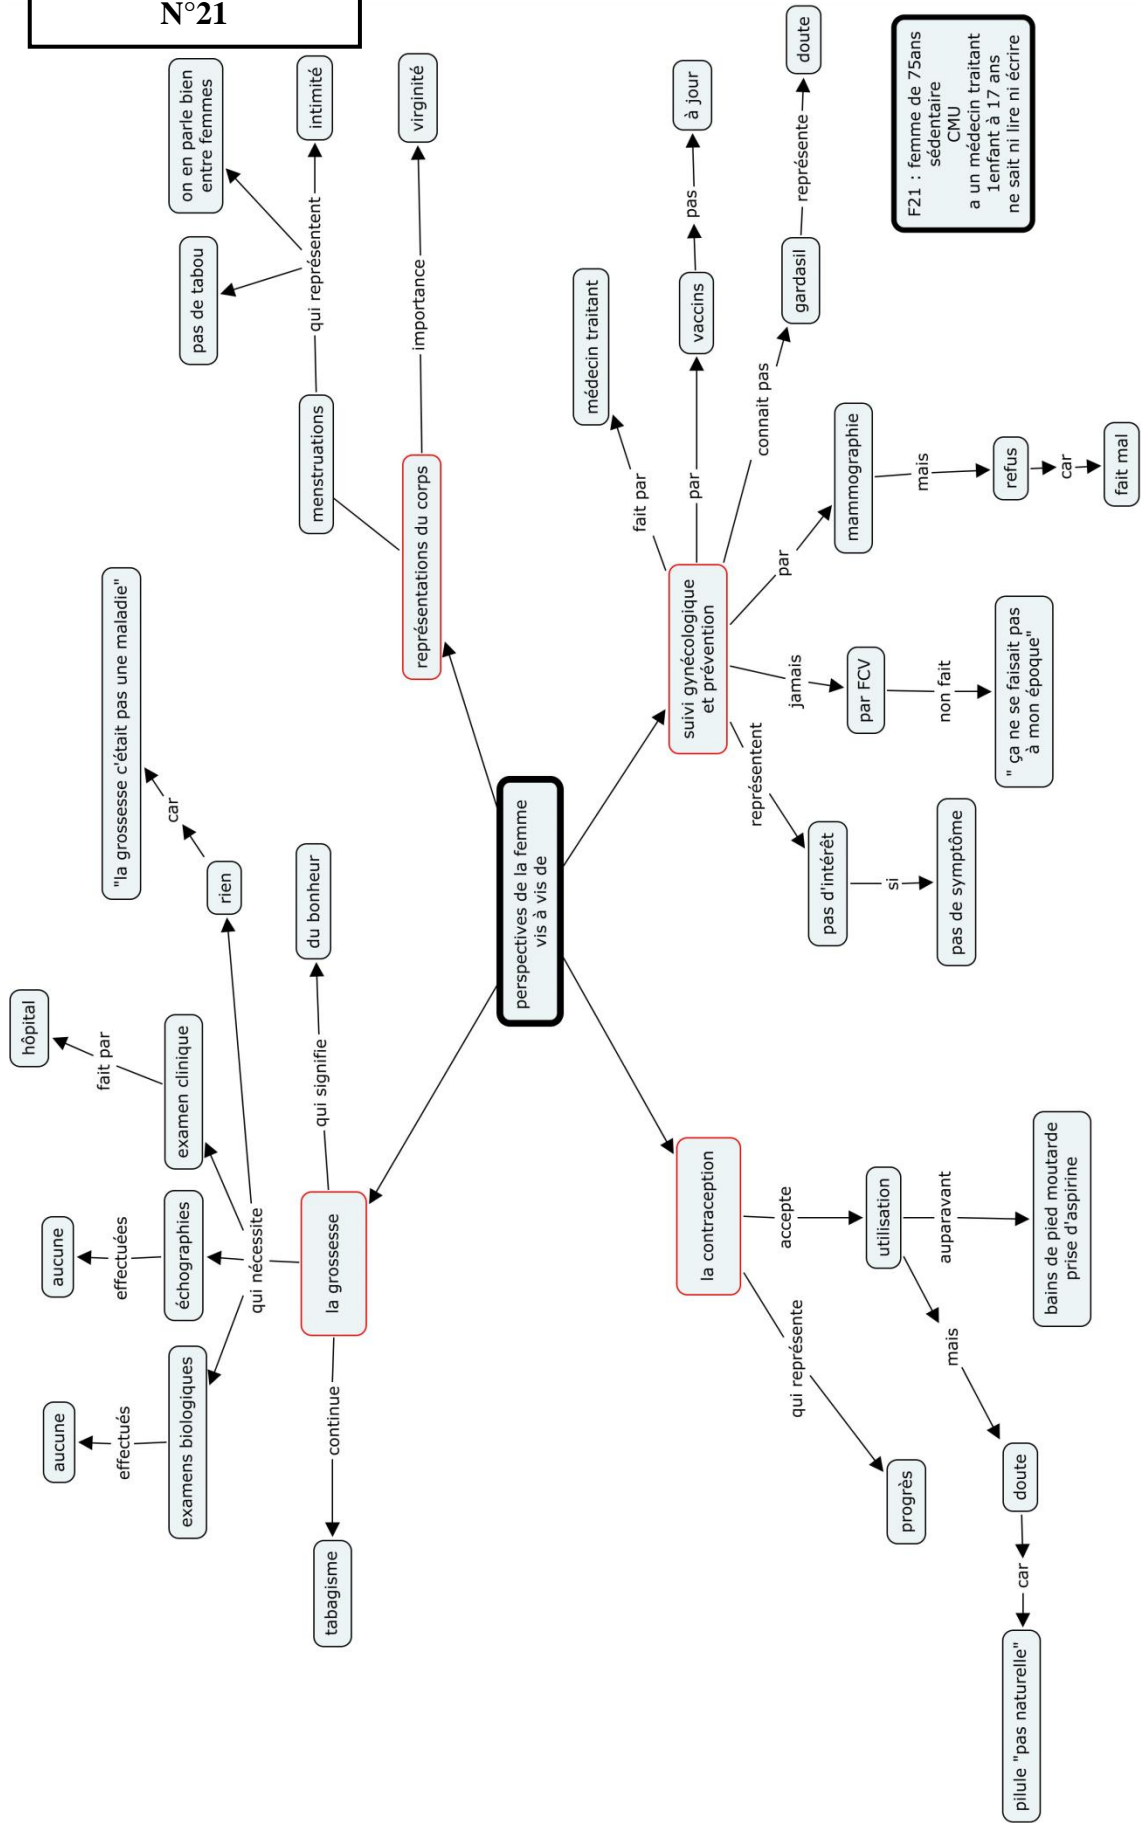 N°21
"la grossesse c'était pas une maladie"
car
rien
hôpital
fait par
examen clinique
aucune
effectuées
échographies
aucune
effectués
examens biologiques
qui nécessite
du bonheur
qui signifie
la grossesse
continue
tabagisme
on en parle bien
entre femmes
pas de tabou
intimité
qui représentent
menstruations
virginité
importance
représentations du corps
perspectives de la femme
vis à vis de
médecin traitant
fait par
à jour
pas
vaccins
par
doute
représente
gardasil
connait pas
suivi gynécologique
et prévention
par
mammographie
mais
refus
car
fait mal
jamais
par FCV
non fait
" ça ne se faisait pas
à mon époque"
représentent
pas d'intérêt
si
pas de symptôme
la contraception
accepte
utilisation
auparavant
bains de pied moutarde
prise d'aspirine
mais
doute
car
pilule "pas naturelle"
qui représente
progrès
F21 : femme de 75ans
sédentaire
CMU
a un médecin traitant
1enfant à 17 ans
ne sait ni lire ni écrire